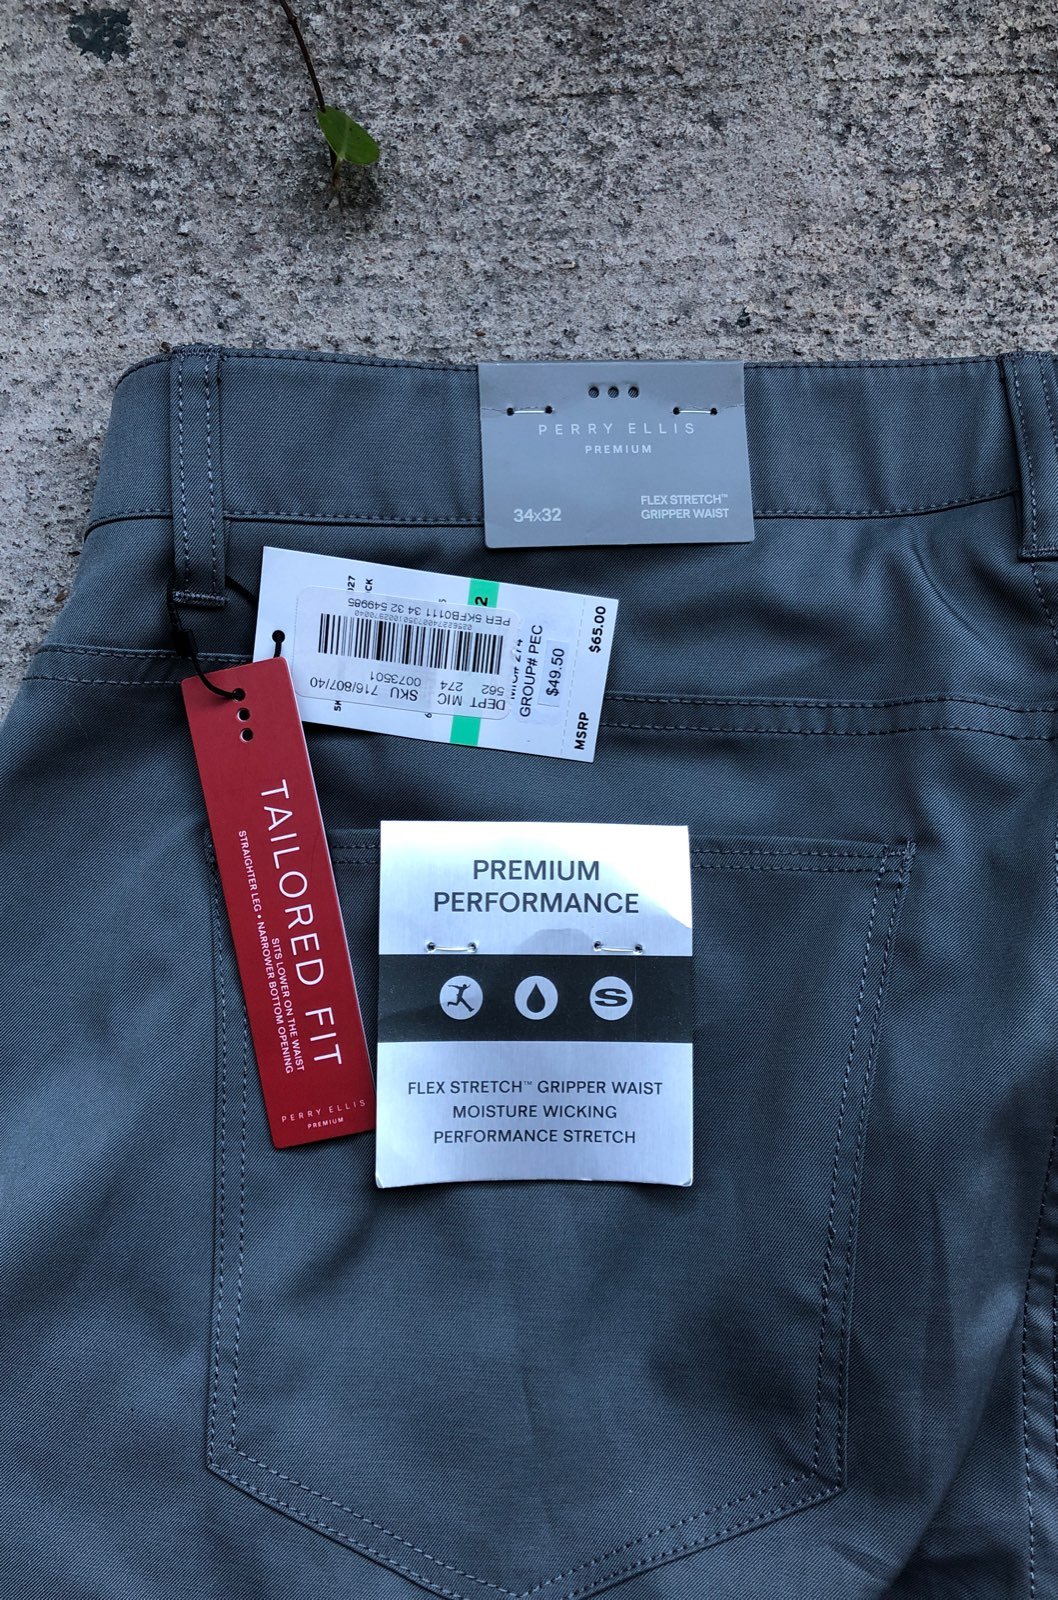 PERRY ELLIS
PREMIUM
34x32
FLEX STRETCH™
GRIPPER WAIST
PER 5KFB0111 34 32 549985
DEPT 562
MIC 274
0073501
SKU 716/807/40
GROUP# PEC
$49.50
MSRP $65.00
TAILORED FIT
STRAIGHTER LEG • NARROWER BOTTOM OPENING
SITS LOWER ON THE WAIST
PERRY ELLIS
PREMIUM
PREMIUM
PERFORMANCE
FLEX STRETCH™ GRIPPER WAIST
MOISTURE WICKING
PERFORMANCE STRETCH